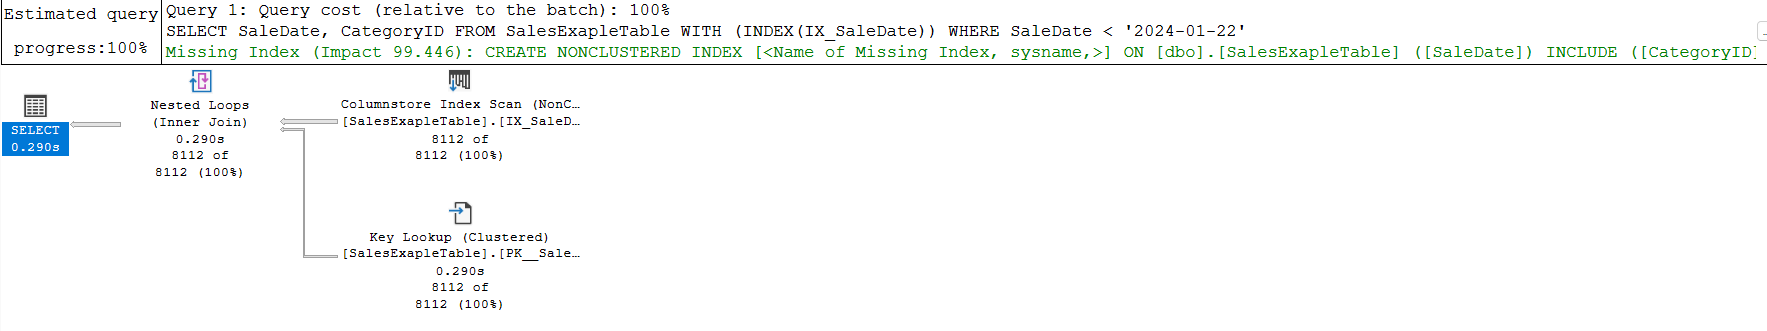 Estimated query progress:100%
Query 1: Query cost (relative to the batch): 100%
SELECT SaleDate, CategoryID FROM SalesExapleTable WITH (INDEX(IX_SaleDate)) WHERE SaleDate < '2024-01-22'
Missing Index (Impact 99.446): CREATE NONCLUSTERED INDEX [<Name of Missing Index, sysname,>] ON [dbo].[SalesExapleTable] ([SaleDate]) INCLUDE ([CategoryID]
SELECT
0.290s
Nested Loops
(Inner Join)
0.290s
8112 of
8112 (100%)
Columnstore Index Scan (NonC…
[SalesExapleTable].[IX_SaleD…
8112 of
8112 (100%)
Key Lookup (Clustered)
[SalesExapleTable].[PK__Sale…
0.290s
8112 of
8112 (100%)